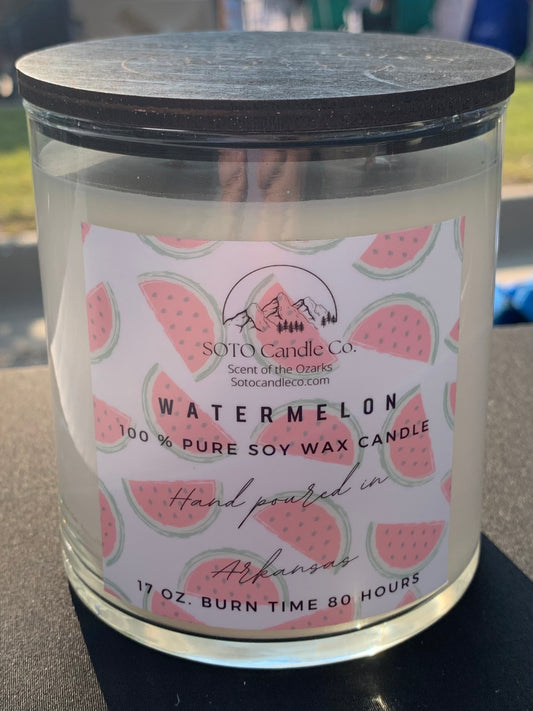 SOTO Candle Co.
Scent of the Ozarks
Sotocandleco.com
WATERMELON
100 % PURE SOY WAX CANDLE
Hand poured in
Arkansas
17 OZ. BURN TIME 80 HOURS